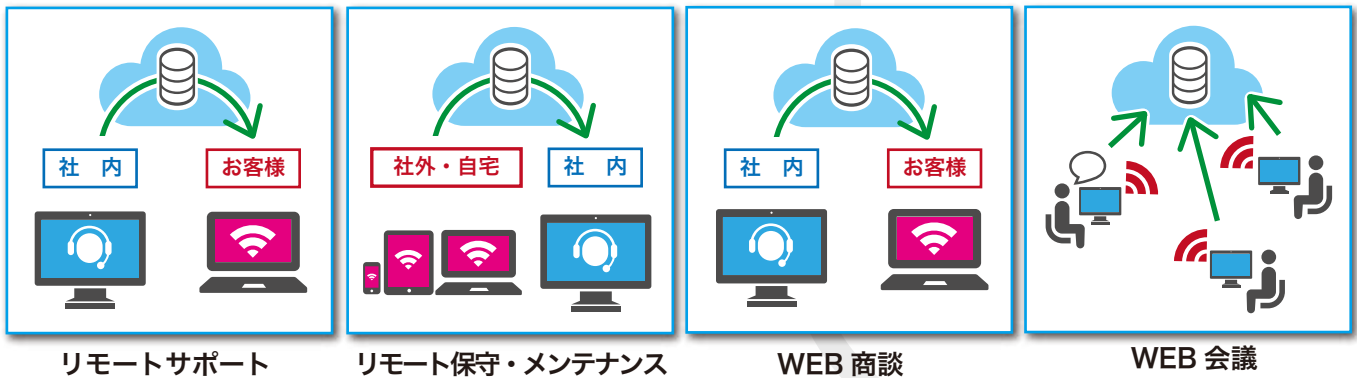 社 内
お客様
リモートサポート
社外・自宅
社 内
リモート保守・メンテナンス
社 内
お客様
WEB 商談
WEB 会議